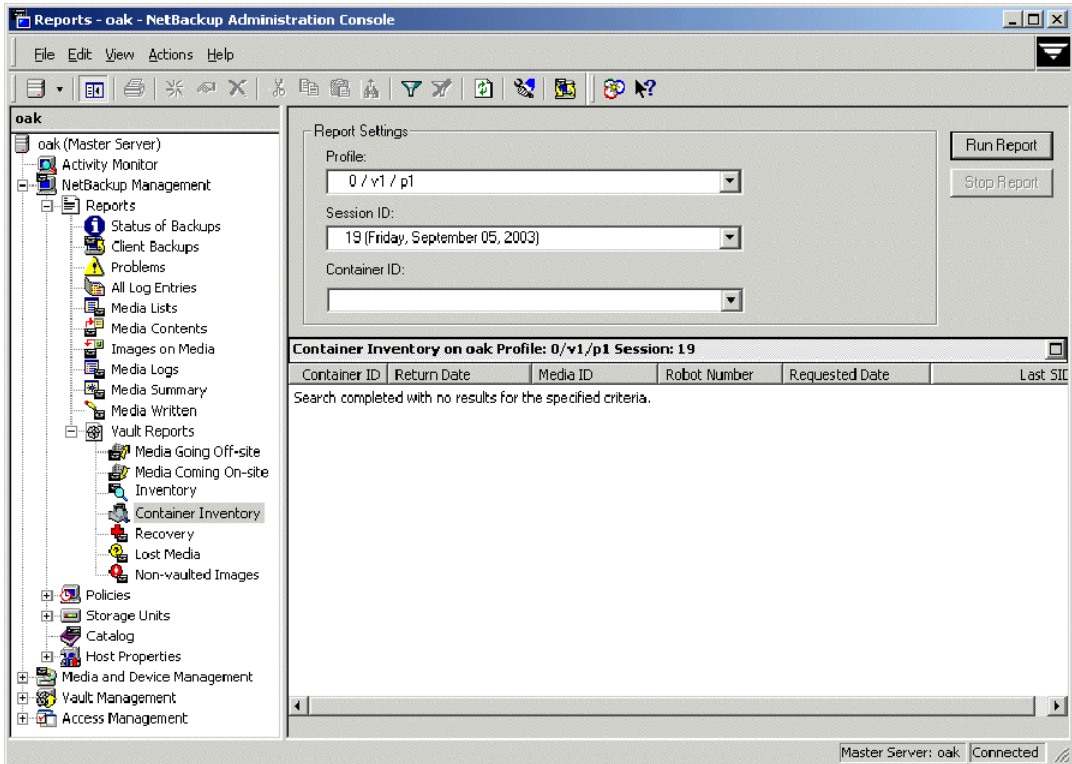 Reports - oak - NetBackup Administration Console
File Edit View Actions Help
oak
oak (Master Server)
Activity Monitor
NetBackup Management
Reports
Status of Backups
Client Backups
Problems
All Log Entries
Media Lists
Media Contents
Images on Media
Media Logs
Media Summary
Media Written
Vault Reports
Media Going Off-site
Media Coming On-site
Inventory
Container Inventory
Recovery
Lost Media
Non-vaulted Images
Policies
Storage Units
Catalog
Host Properties
Media and Device Management
Vault Management
Access Management
Report Settings
Profile:
0 / v1 / p1
Session ID:
19 (Friday, September 05, 2003)
Container ID:
Run Report
Stop Report
Container Inventory on oak Profile: 0/v1/p1 Session: 19
Container ID Return Date Media ID Robot Number Requested Date Last SID
Search completed with no results for the specified criteria.
Master Server: oak Connected